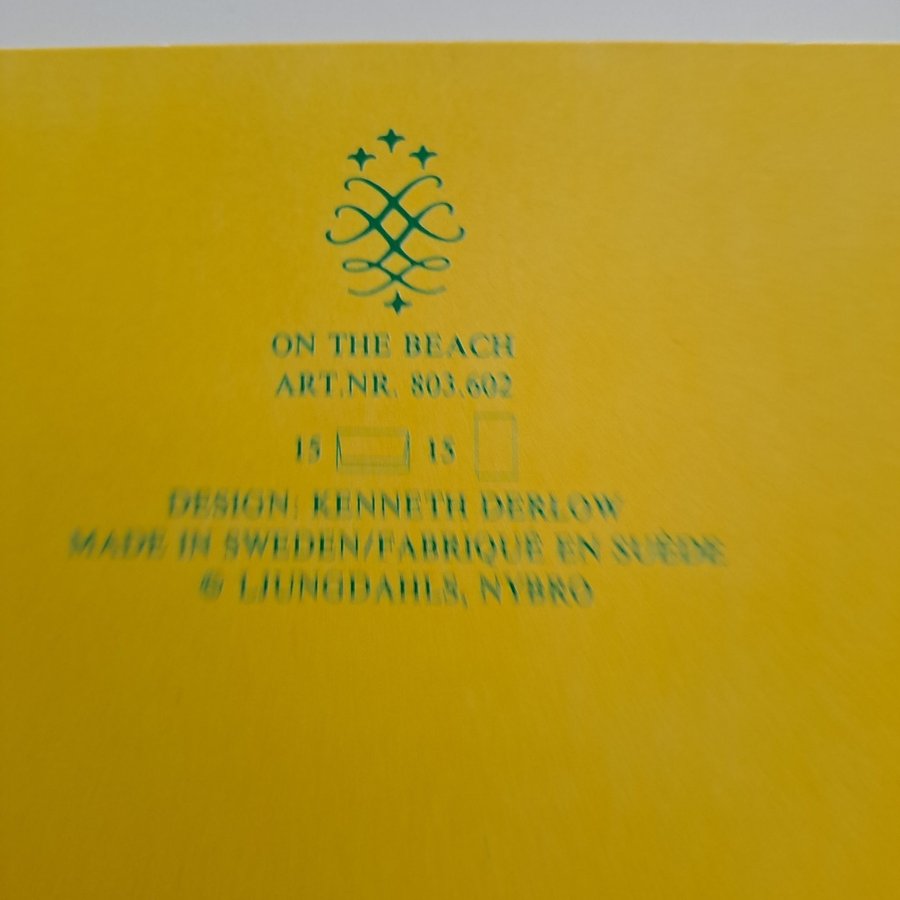 ON THE BEACH
ART.NR. 803.602
15 15
DESIGN: KENNETH DERLOW
MADE IN SWEDEN/FABRIQUÉ EN SUÈDE
© LJUNGDAHLS, NYBRO